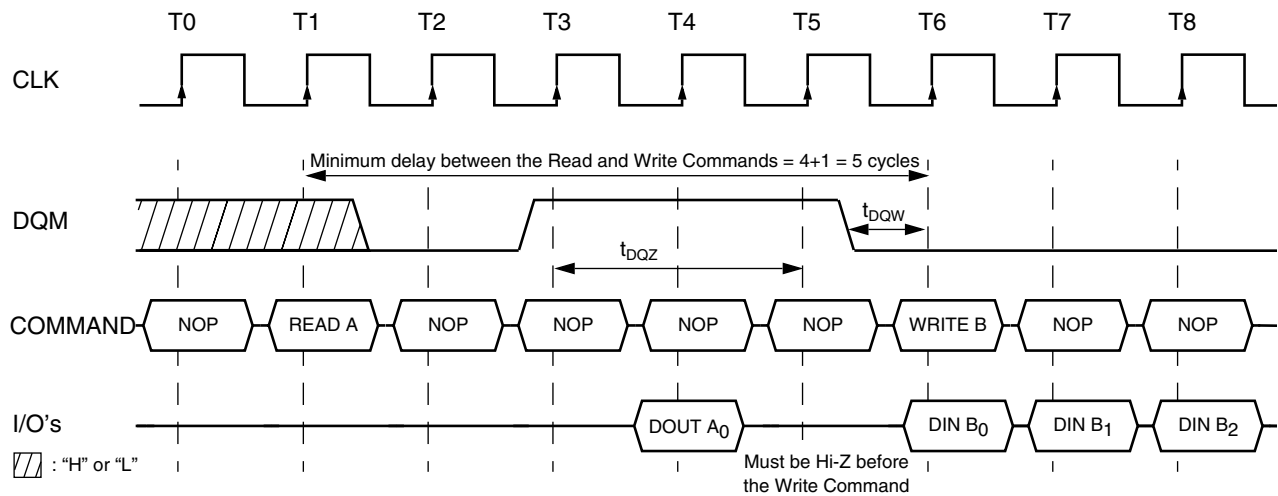 T0 T1 T2 T3 T4 T5 T6 T7 T8
CLK
Minimum delay between the Read and Write Commands = 4+1 = 5 cycles
DQM
tDQW
tDQZ
COMMAND NOP READ A NOP NOP NOP NOP WRITE B NOP NOP
I/O's DOUT A0 DIN B0 DIN B1 DIN B2
: “H” or “L”
Must be Hi-Z before
the Write Command